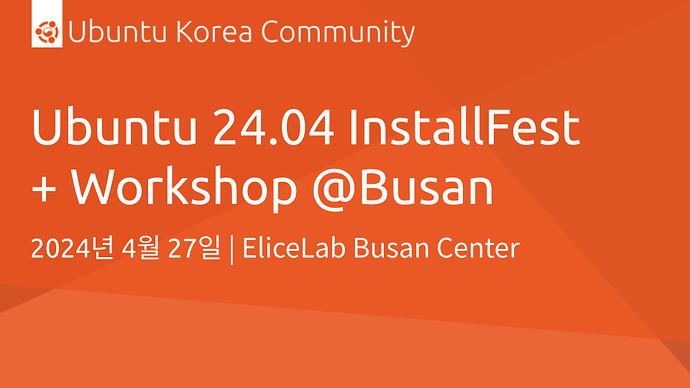 Ubuntu Korea Community
Ubuntu 24.04 InstallFest
+ Workshop @Busan
2024년 4월 27일 | EliceLab Busan Center